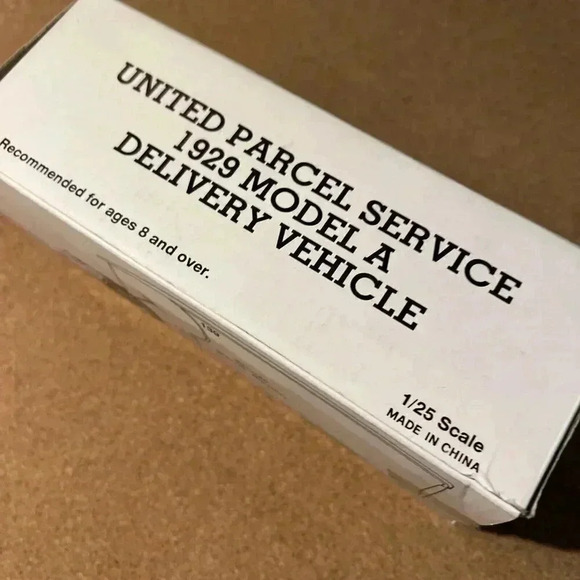 UNITED PARCEL SERVICE
1929 MODEL A
DELIVERY VEHICLE
Recommended for ages 8 and over.
1/25 Scale
MADE IN CHINA